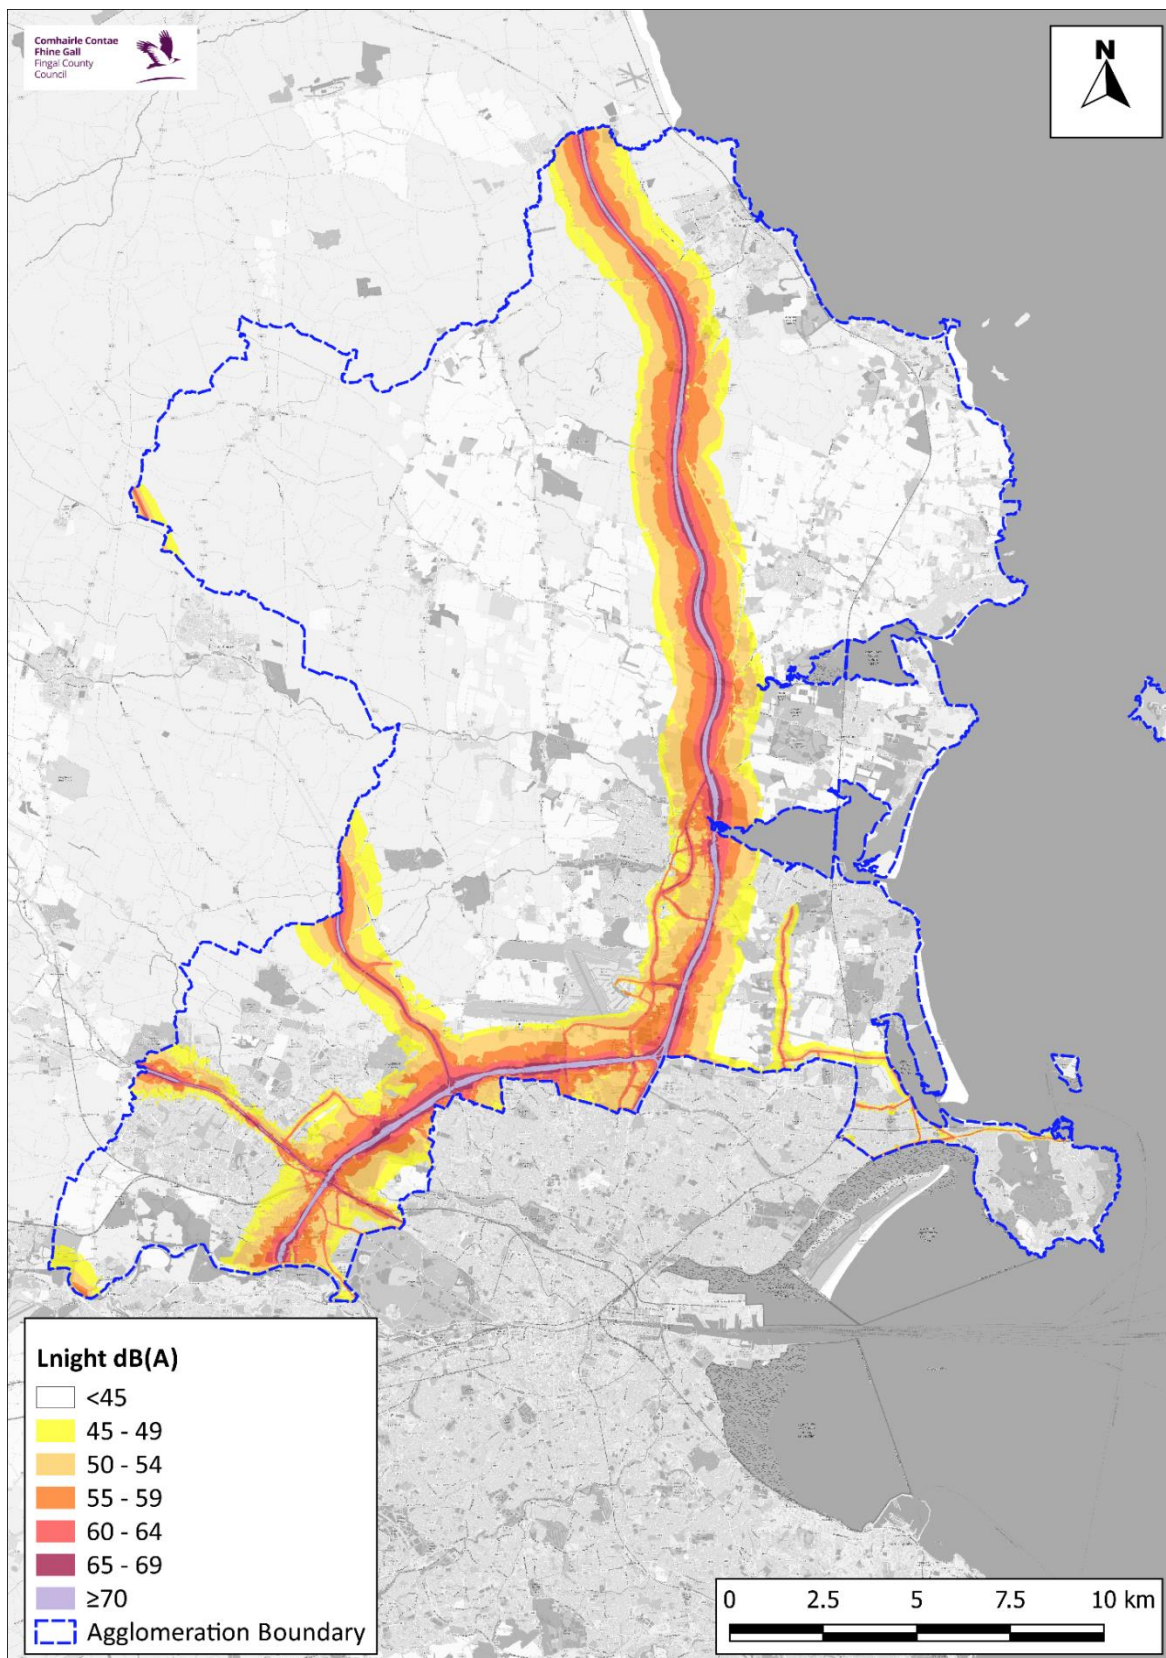 Comhairle Contae
Fhine Gall
Fingal County
Council
N
Lnight dB(A)
<45
45 - 49
50 - 54
55 - 59
60 - 64
65 - 69
≥70
Agglomeration Boundary
0 2.5 5 7.5 10 km